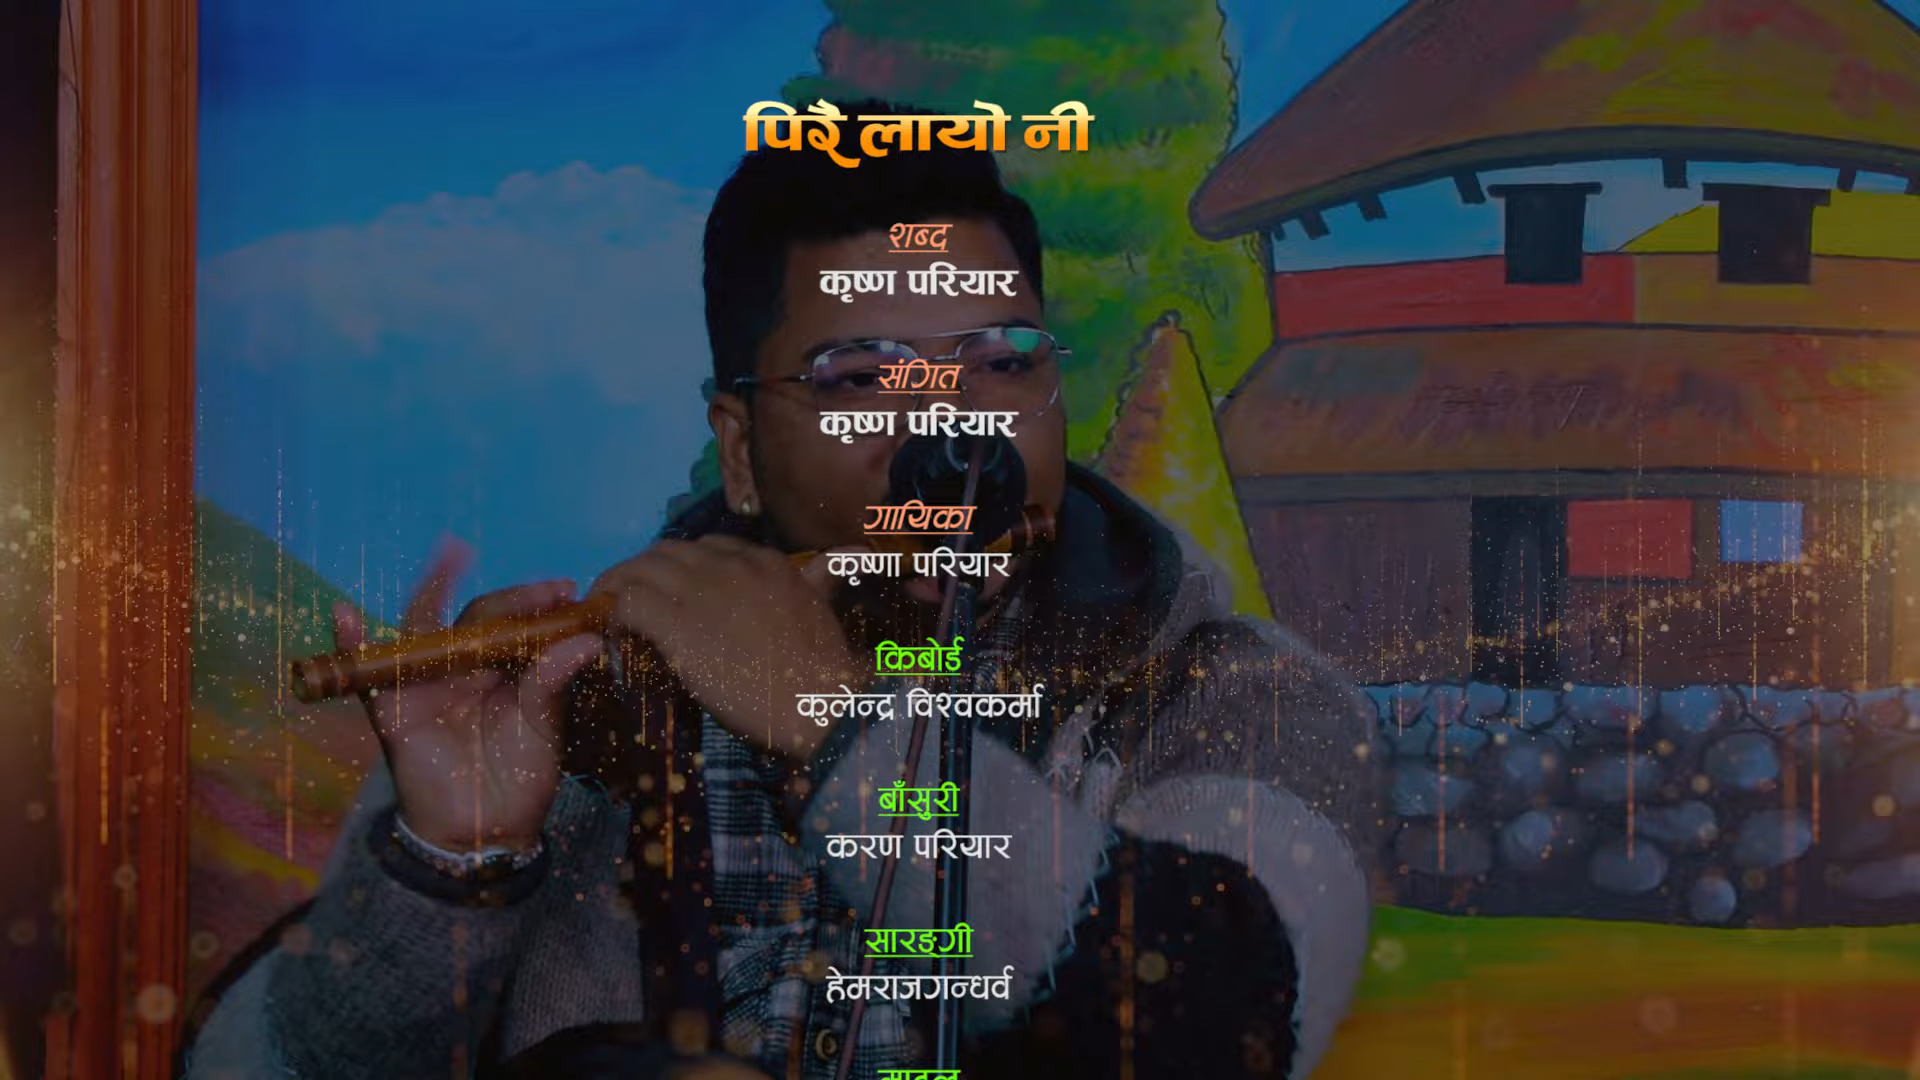 पिरै लायो नी
शब्द
कृष्ण परियार
संगित
कृष्ण परियार
गायिका
कृष्णा परियार
किबोर्ड
कुलेन्द्र विश्वकर्मा
बाँसुरी
करण परियार
सारङ्गी
हेमराजगन्धर्व